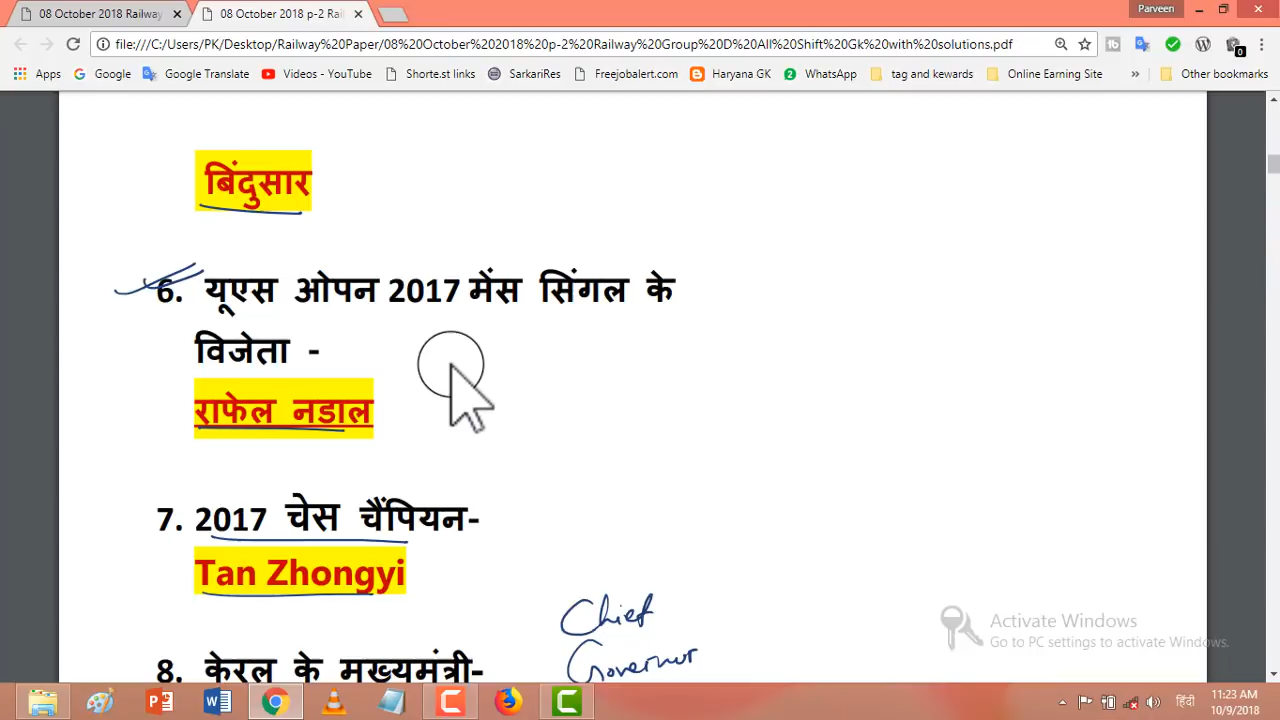 08 October 2018 Railway
08 October 2018 p-2 Rail
Parveen
file:///C:/Users/PK/Desktop/Railway%20Paper/08%20October%202018%20p-2%20Railway%20Group%20D%20All%20Shift%20Gk%20with%20solutions.pdf
Apps Google Google Translate Videos - YouTube Shorte.st links SarkariRes Freejobalert.com Haryana GK 2 WhatsApp tag and rewards Online Earning Site » Other bookmarks
बिंदुसार
6. यूएस ओपन 2017 मेंस सिंगल के
विजेता -
राफेल नडाल
7. 2017 चेस चैंपियन-
Tan Zhongyi
Chief
Governor
8. केरल के मुख्यमंत्री-
Activate Windows
Go to PC settings to activate Windows.
हिंदी
11:23 AM
10/9/2018